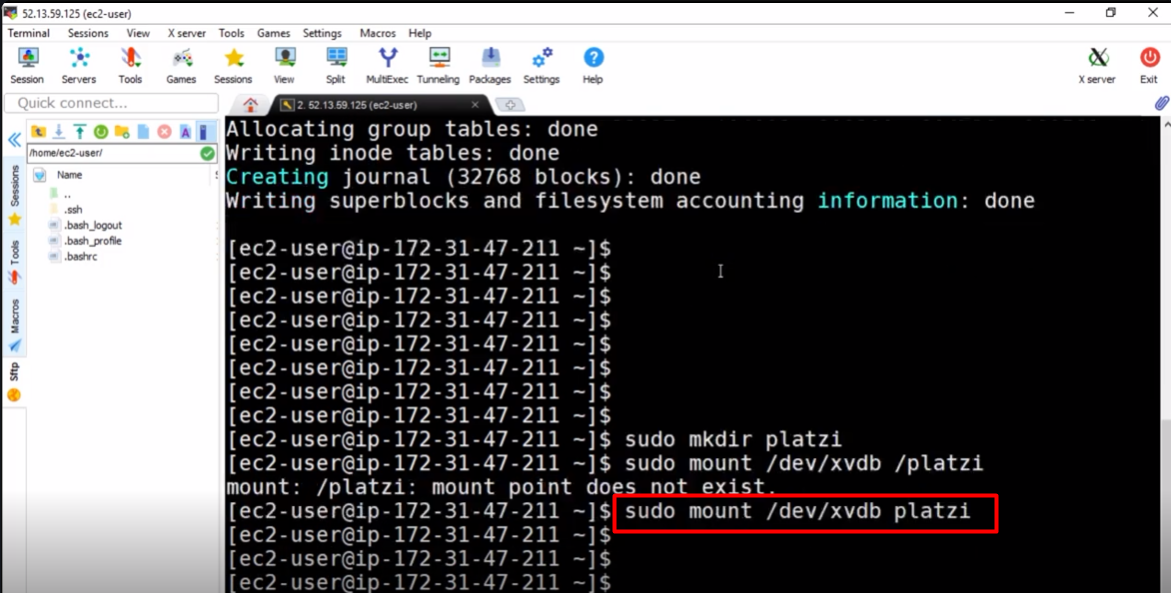 52.13.59.125 (ec2-user)
Terminal Sessions View X server Tools Games Settings Macros Help
Session Servers Tools Games Sessions View Split MultiExec Tunneling Packages Settings Help X server Exit
Quick connect...
2. 52.13.59.125 (ec2-user)
/home/ec2-user/
Name
..
.ssh
.bash_logout
.bash_profile
.bashrc
Sessions
Tools
Macros
Sftp
Allocating group tables: done
Writing inode tables: done
Creating journal (32768 blocks): done
Writing superblocks and filesystem accounting information: done
[ec2-user@ip-172-31-47-211 ~]$
[ec2-user@ip-172-31-47-211 ~]$
[ec2-user@ip-172-31-47-211 ~]$
[ec2-user@ip-172-31-47-211 ~]$
[ec2-user@ip-172-31-47-211 ~]$
[ec2-user@ip-172-31-47-211 ~]$
[ec2-user@ip-172-31-47-211 ~]$
[ec2-user@ip-172-31-47-211 ~]$
[ec2-user@ip-172-31-47-211 ~]$ sudo mkdir platzi
[ec2-user@ip-172-31-47-211 ~]$ sudo mount /dev/xvdb /platzi
mount: /platzi: mount point does not exist.
[ec2-user@ip-172-31-47-211 ~]$ sudo mount /dev/xvdb platzi
[ec2-user@ip-172-31-47-211 ~]$
[ec2-user@ip-172-31-47-211 ~]$
[ec2-user@ip-172-31-47-211 ~]$